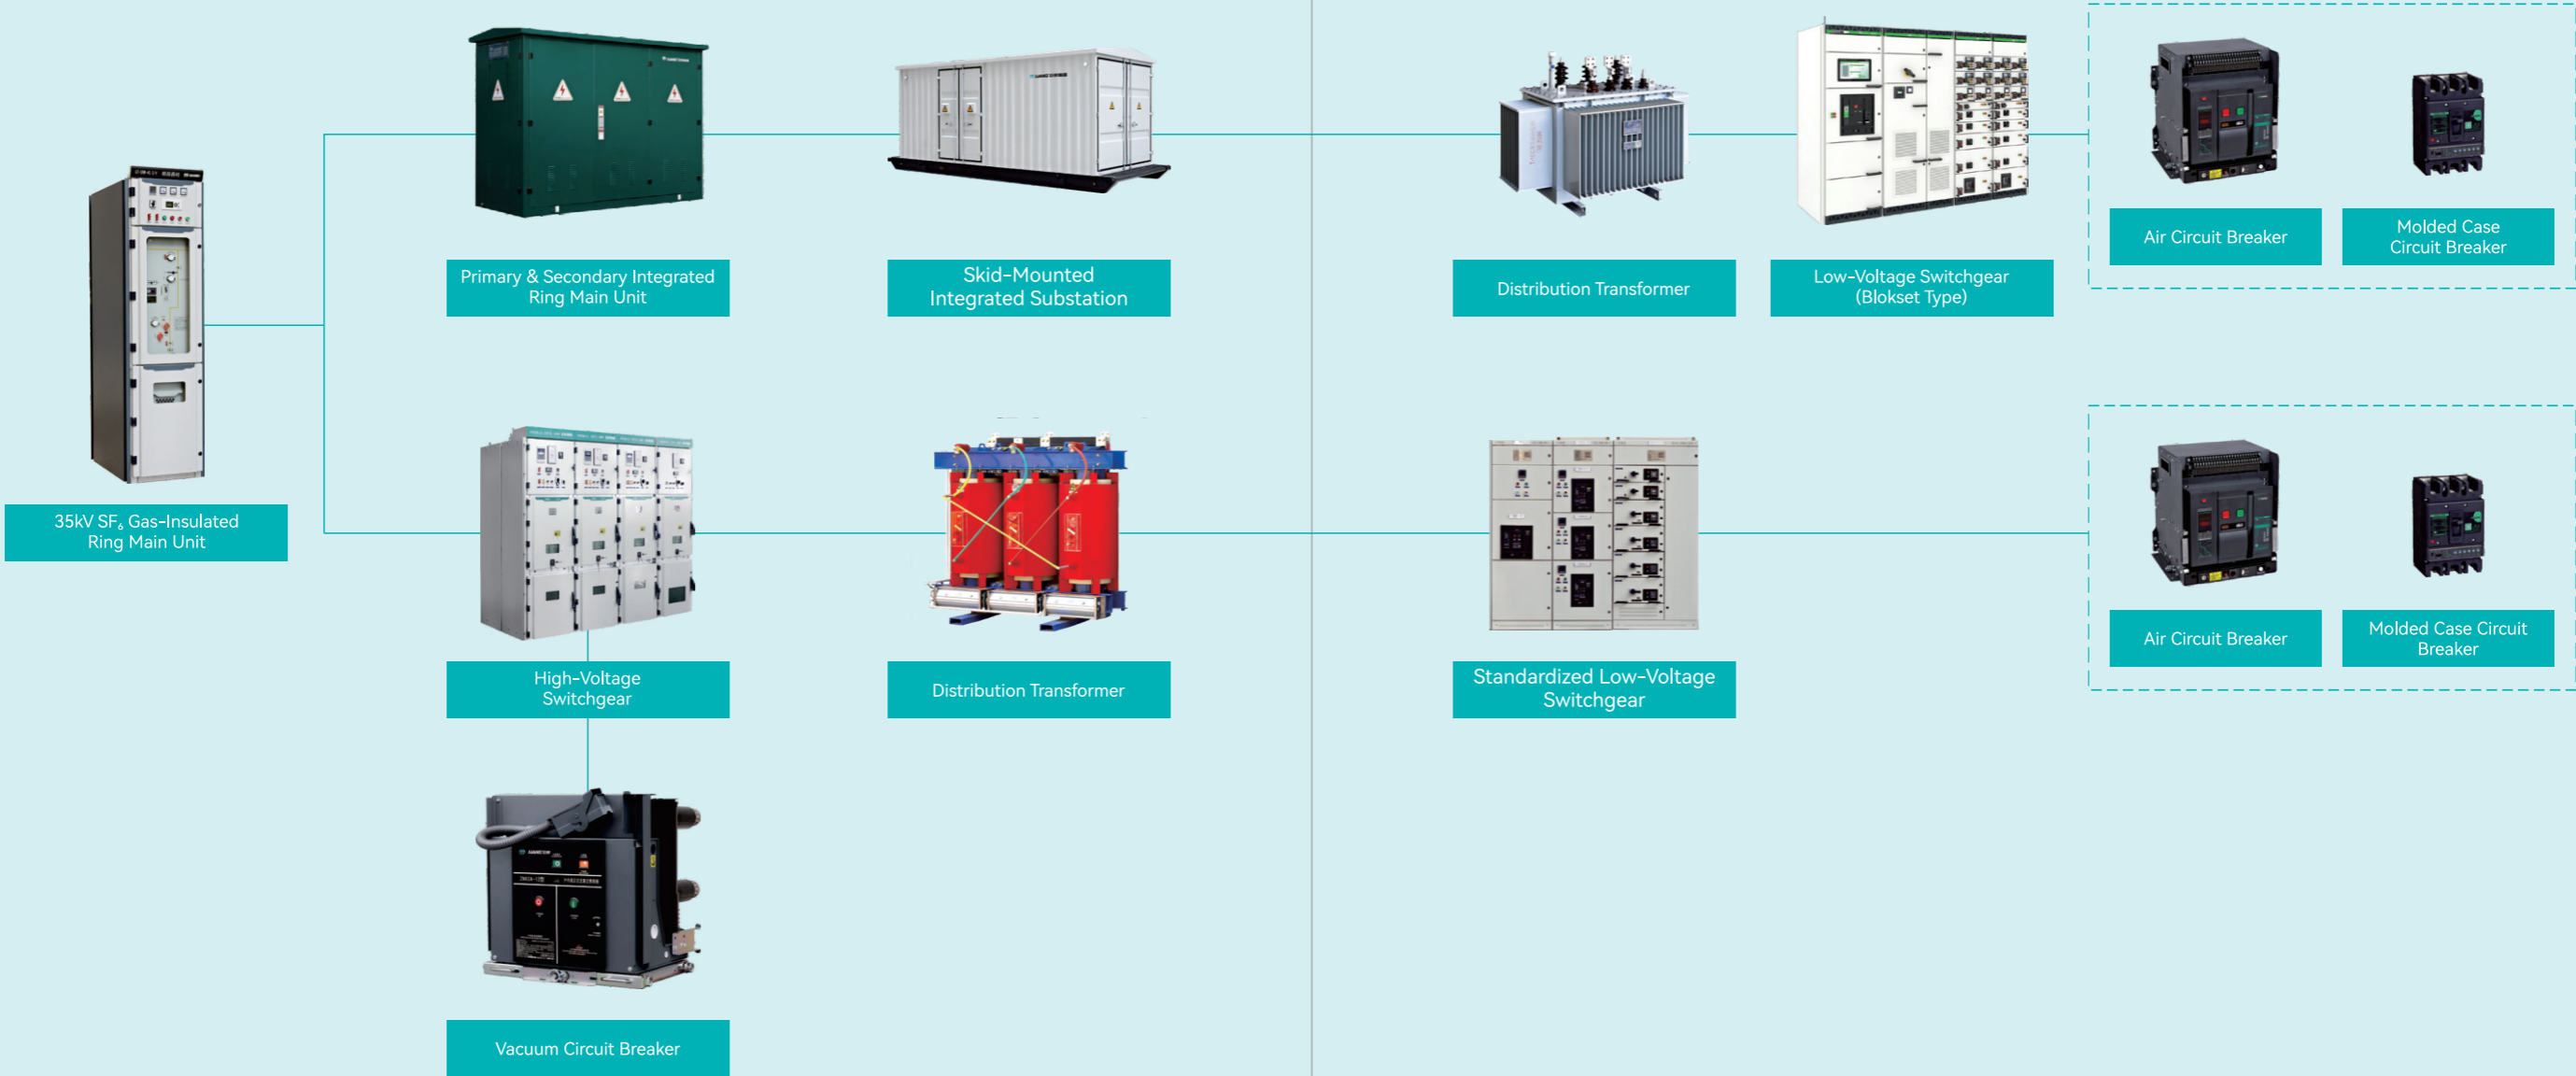 35kV SF₆ Gas-Insulated
Ring Main Unit
Primary & Secondary Integrated
Ring Main Unit
Skid-Mounted
Integrated Substation
Distribution Transformer
Low-Voltage Switchgear
(Blokset Type)
Air Circuit Breaker
Molded Case
Circuit Breaker
High-Voltage
Switchgear
Distribution Transformer
Standardized Low-Voltage
Switchgear
Air Circuit Breaker
Molded Case Circuit
Breaker
Vacuum Circuit Breaker